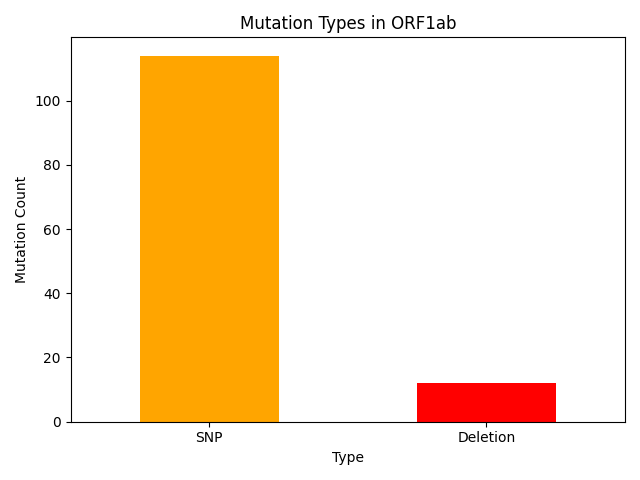 Mutation Types in ORF1ab
Mutation Count
100
80
60
40
20
0
SNP
Deletion
Type